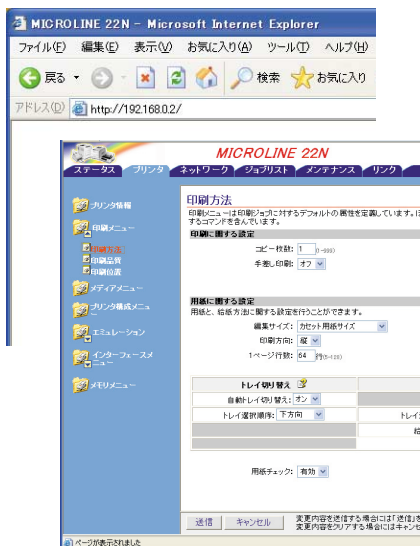 MICROLINE 22N - Microsoft Internet Explorer
ファイル(F) 編集(E) 表示(V) お気に入り(A) ツール(T) ヘルプ(H)
戻る 検索 お気に入り
アドレス(D) http://192.168.0.2/
MICROLINE 22N
ステータス プリンタ ネットワーク ジョブリスト メンテナンス リンク
プリンタ情報
印刷メニュー
印刷方法
印刷品質
印刷位置
メディアメニュー
プリンタ構成メニュ
ー
エミュレーション
インターフェースメ
ニュー
メモリメニュー
印刷方法
印刷メニューは印刷ジョブに対するデフォルトの属性を定義しています。ほ
するコマンドを含んでいます。
印刷に関する設定
コピー枚数: 1 (1-999)
手差し印刷: オフ
用紙に関する設定
用紙と、給紙方法に関する設定を行うことができます。
編集サイズ: カセット用紙サイズ
印刷方向: 縦
1ページ行数: 64 行(5-128)
トレイ切り替え
自動トレイ切り替え: オン
トレイ選択順序: 下方向 トレイ
給
用紙チェック: 有効
送信 キャンセル 変更内容を送信する場合には「送信」を
変更内容をクリアする場合にはキャンセ
ページが表示されました